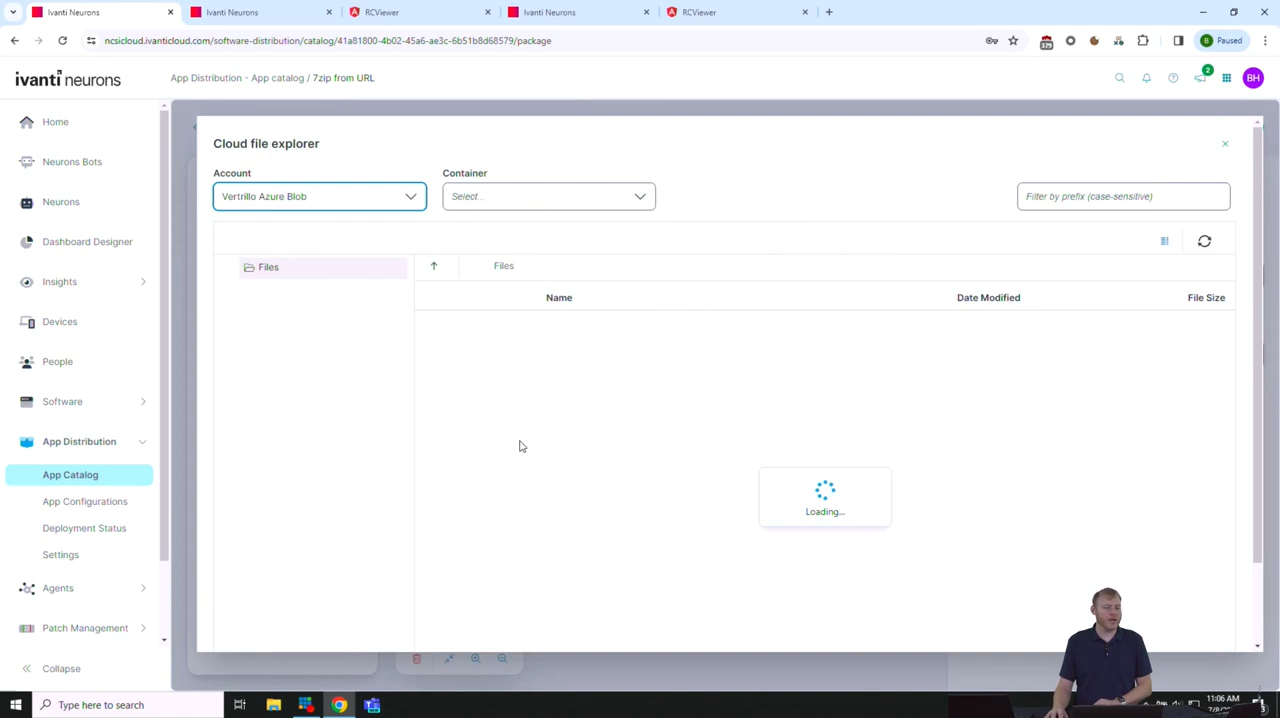 Ivanti Neurons
Ivanti Neurons
RCViewer
Ivanti Neurons
RCViewer
ncsicloud.ivanticloud.com/software-distribution/catalog/41a81800-4b02-45a6-ae3c-6b51b8d68579/package
179
B Paused
ivanti neurons
App Distribution - App catalog / 7zip from URL
2
BH
Home
Neurons Bots
Neurons
Dashboard Designer
Insights
Devices
People
Software
App Distribution
App Catalog
App Configurations
Deployment Status
Settings
Agents
Patch Management
Collapse
Cloud file explorer
Account
Container
Vertrillo Azure Blob
Select...
Filter by prefix (case-sensitive)
Files
Files
Name
Date Modified
File Size
Loading...
Type here to search
11:06 AM